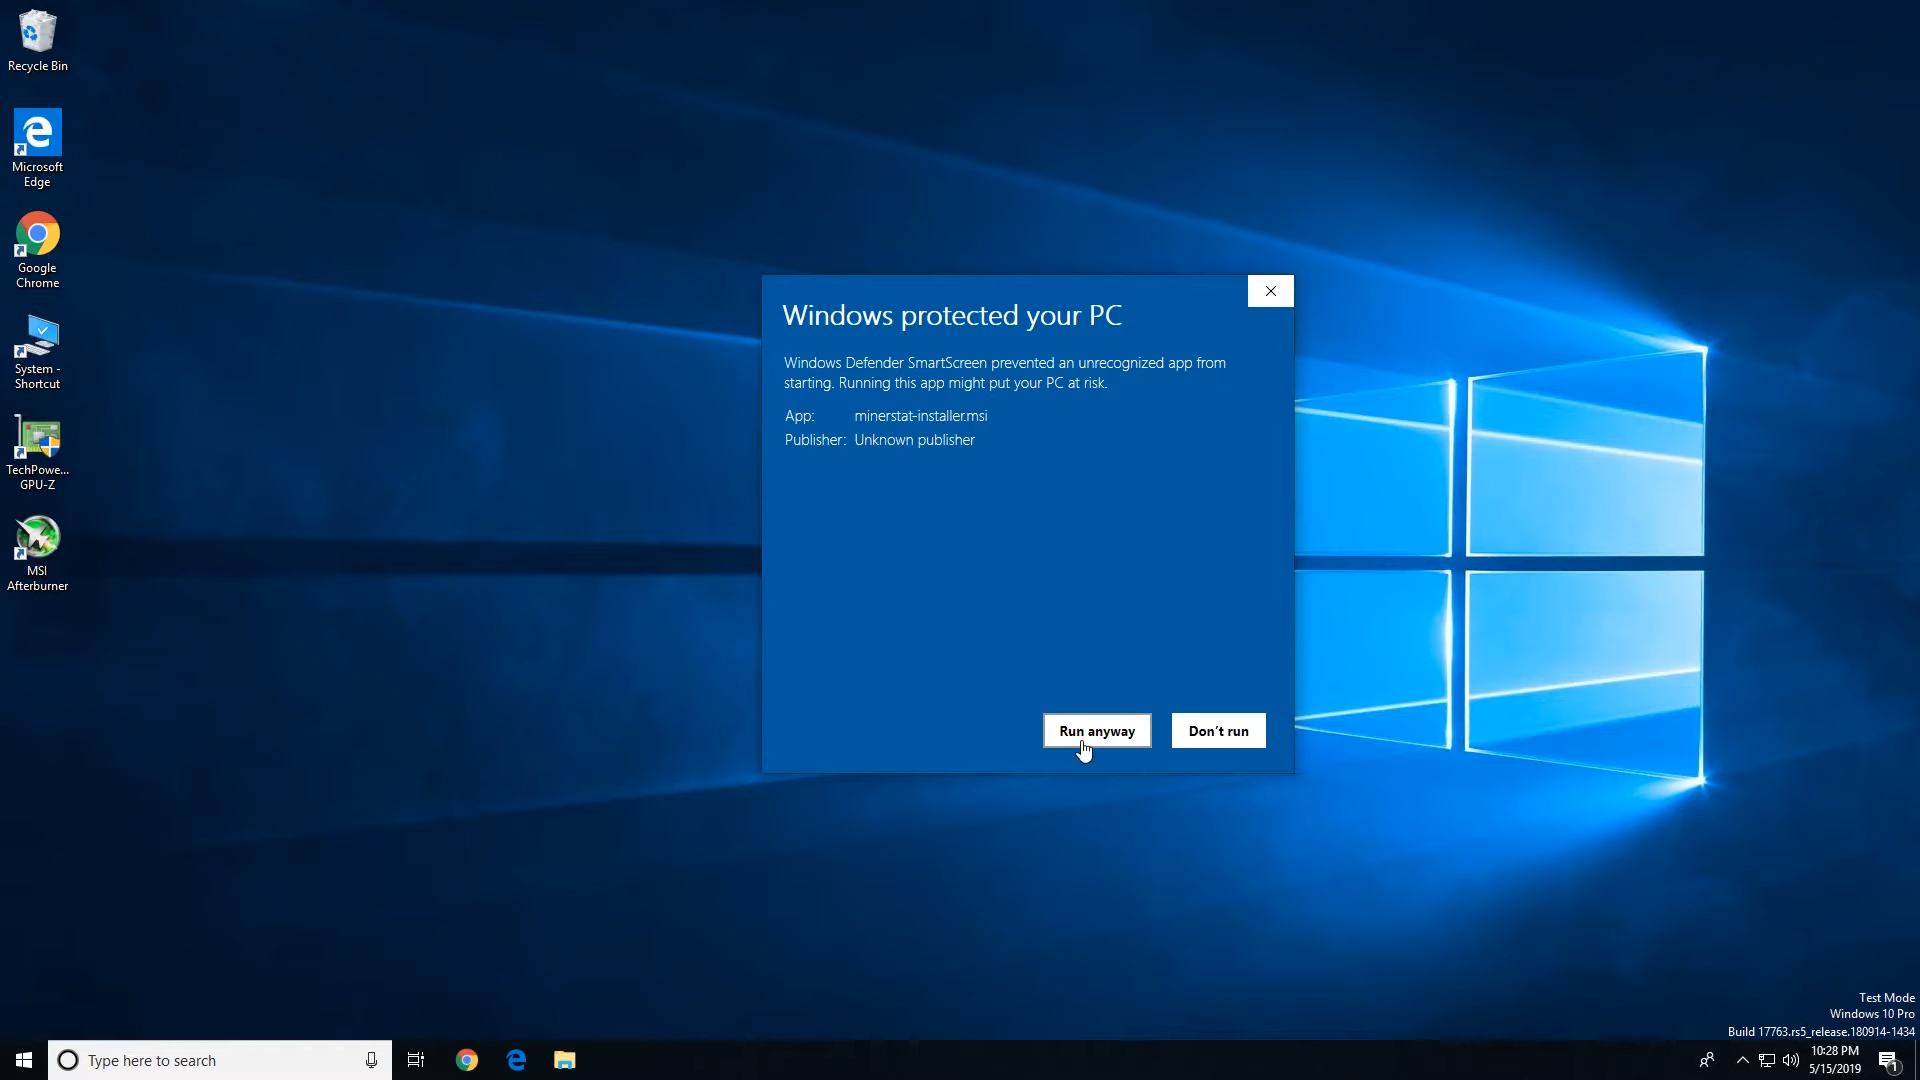 Recycle Bin
Microsoft
Edge
Google
Chrome
System -
Shortcut
TechPowe...
GPU-Z
MSI
Afterburner
Windows protected your PC
Windows Defender SmartScreen prevented an unrecognized app from
starting. Running this app might put your PC at risk.
App: minerstat-installer.msi
Publisher: Unknown publisher
Run anyway Don't run
Test Mode
Windows 10 Pro
Build 17763.rs5_release.180914-1434
Type here to search
10:28 PM
5/15/2019
1